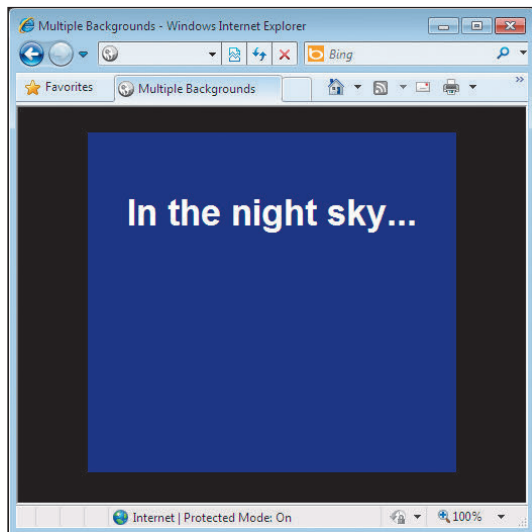 Multiple Backgrounds - Windows Internet Explorer
Bing
Favorites
Multiple Backgrounds
»
In the night sky...
Internet | Protected Mode: On
100%